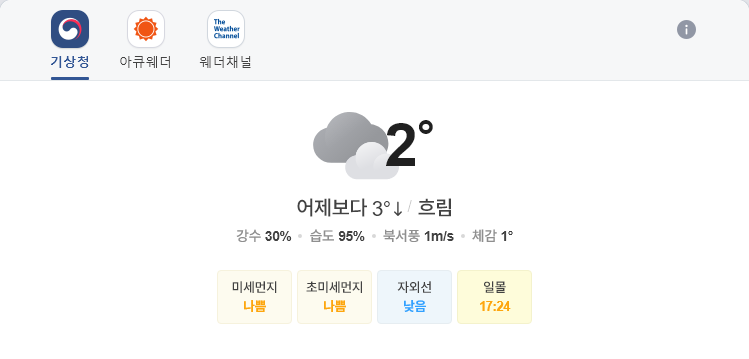 The
Weather
Channel
기상청 아큐웨더 웨더채널
2°
어제보다 3°↓ / 흐림
강수 30% • 습도 95% • 북서풍 1m/s • 체감 1°
미세먼지 초미세먼지 자외선 일몰
나쁨 나쁨 낮음 17:24